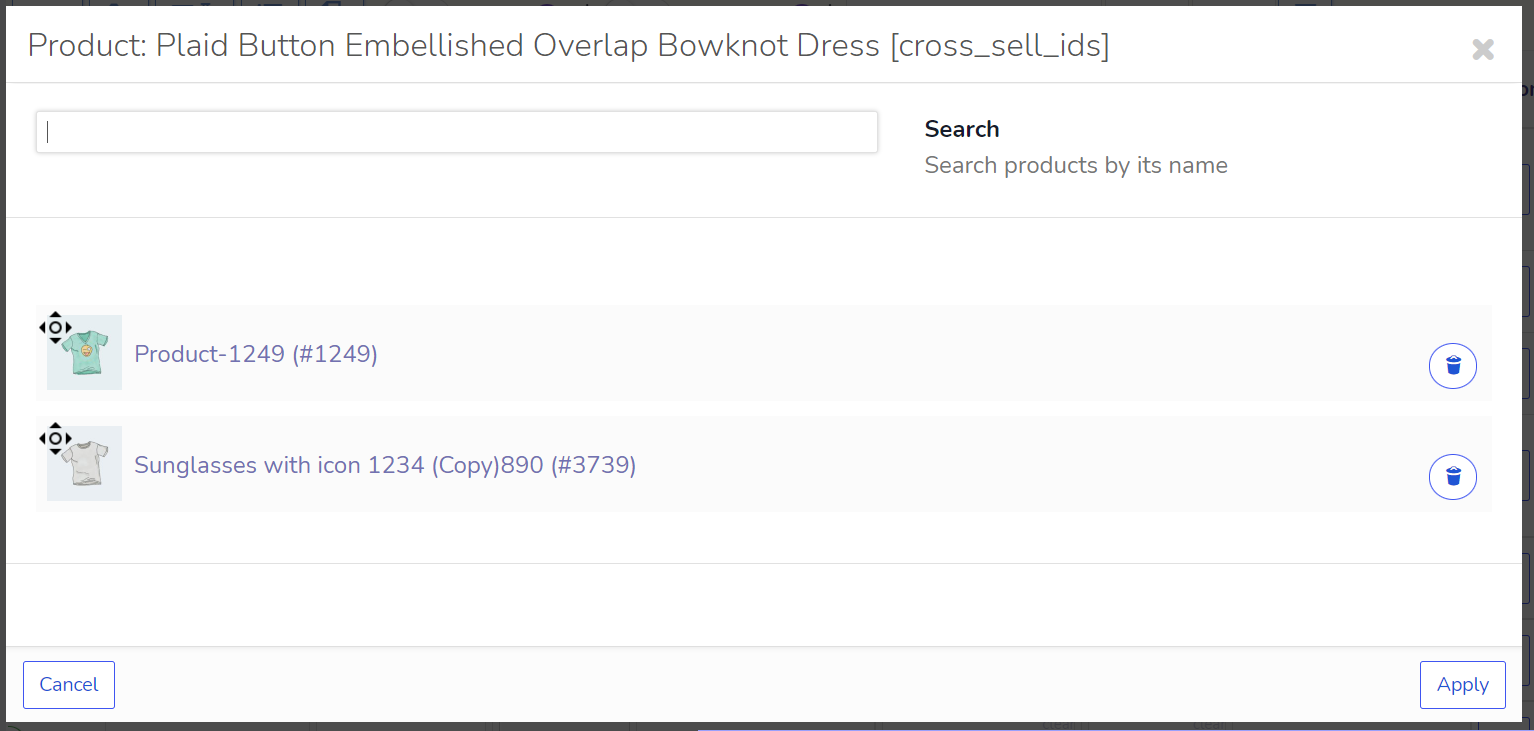 Product: Plaid Button Embellished Overlap Bowknot Dress [cross_sell_ids]
Search
Search products by its name
Product-1249 (#1249)
Sunglasses with icon 1234 (Copy)890 (#3739)
Cancel
Apply